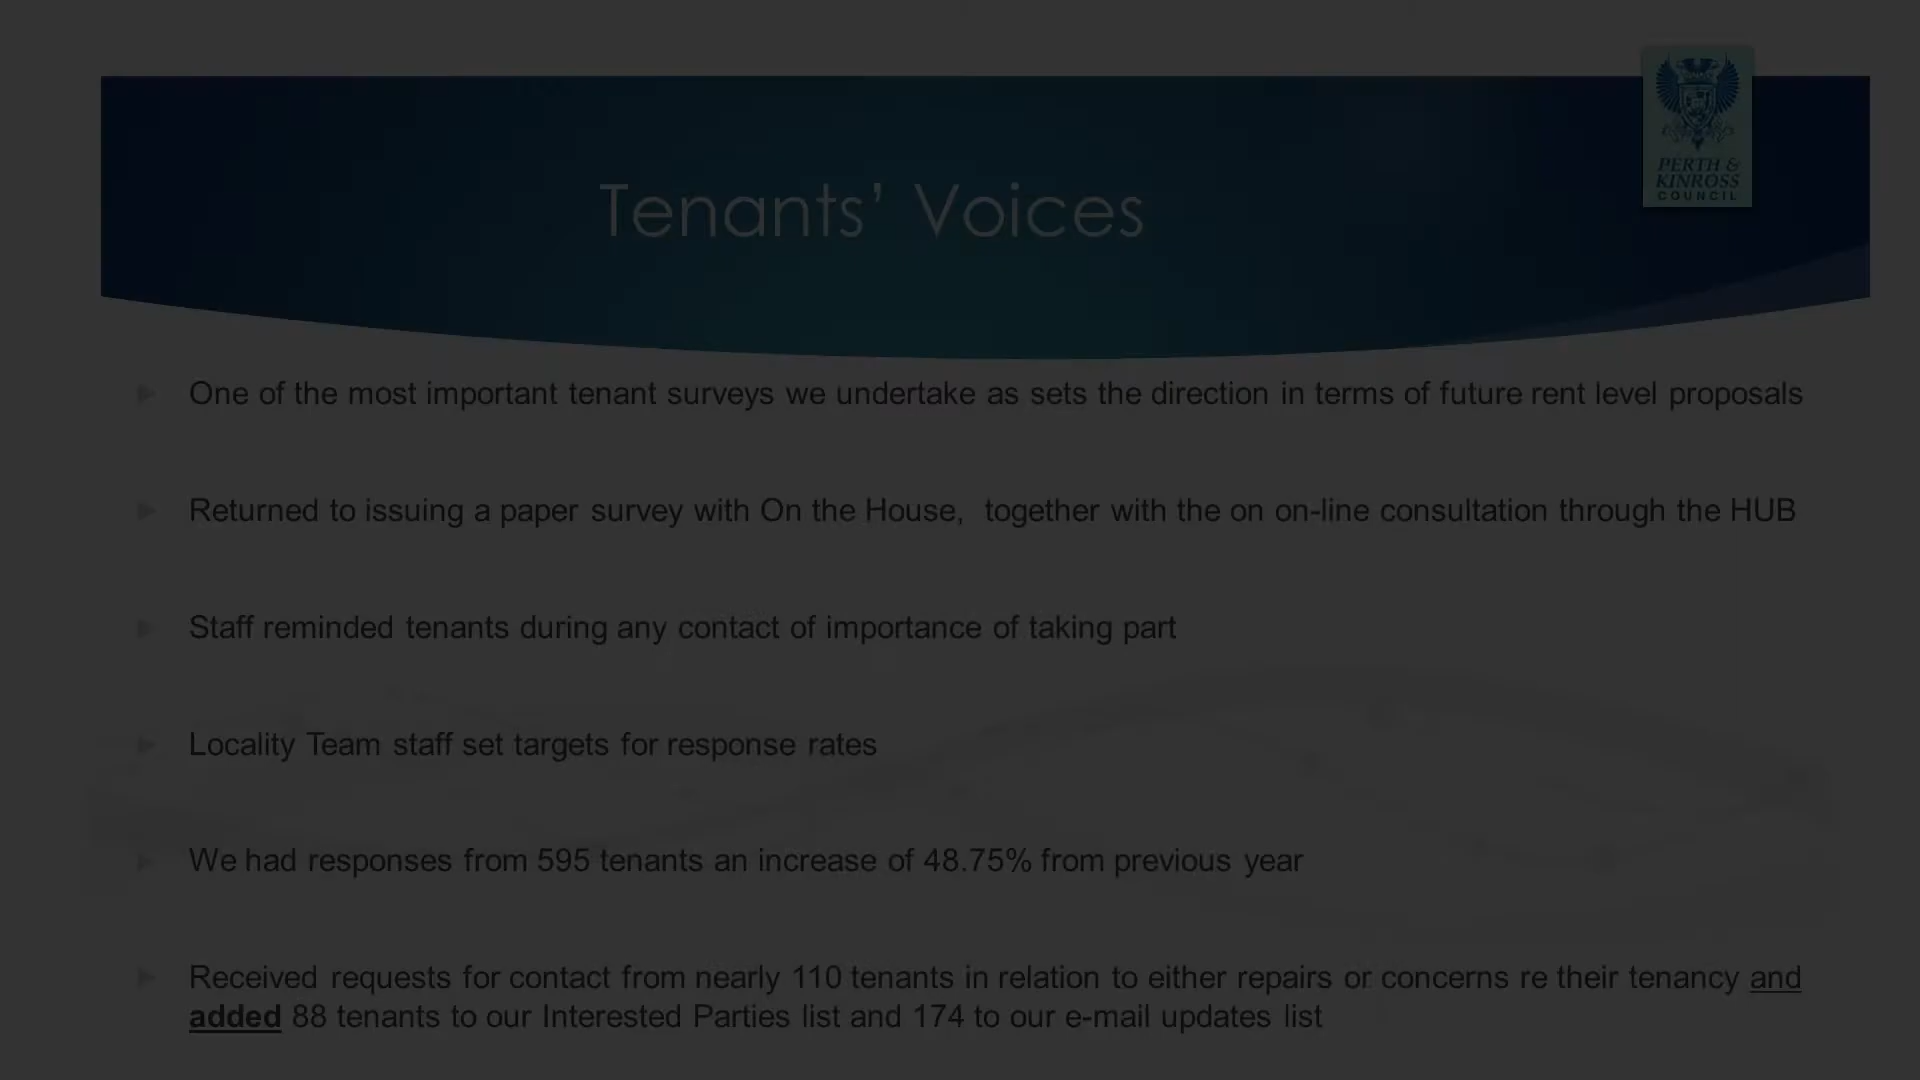 PERTH &
KINROSS
COUNCIL
Tenants’ Voices
One of the most important tenant surveys we undertake as sets the direction in terms of future rent level proposals
Returned to issuing a paper survey with On the House, together with the on on-line consultation through the HUB
Staff reminded tenants during any contact of importance of taking part
Locality Team staff set targets for response rates
We had responses from 595 tenants an increase of 48.75% from previous year
Received requests for contact from nearly 110 tenants in relation to either repairs or concerns re their tenancy and
added 88 tenants to our Interested Parties list and 174 to our e-mail updates list